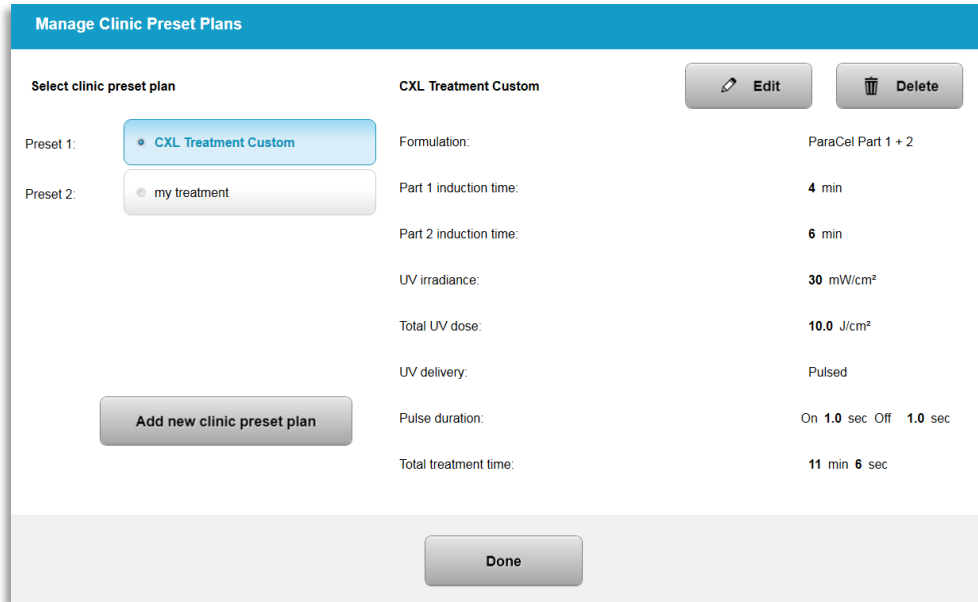 Manage Clinic Preset Plans
Select clinic preset plan
CXL Treatment Custom
Edit
Delete
Preset 1:
CXL Treatment Custom
Preset 2:
my treatment
Add new clinic preset plan
Formulation: ParaCel Part 1 + 2
Part 1 induction time: 4 min
Part 2 induction time: 6 min
UV irradiance: 30 mW/cm²
Total UV dose: 10.0 J/cm²
UV delivery: Pulsed
Pulse duration: On 1.0 sec Off 1.0 sec
Total treatment time: 11 min 6 sec
Done